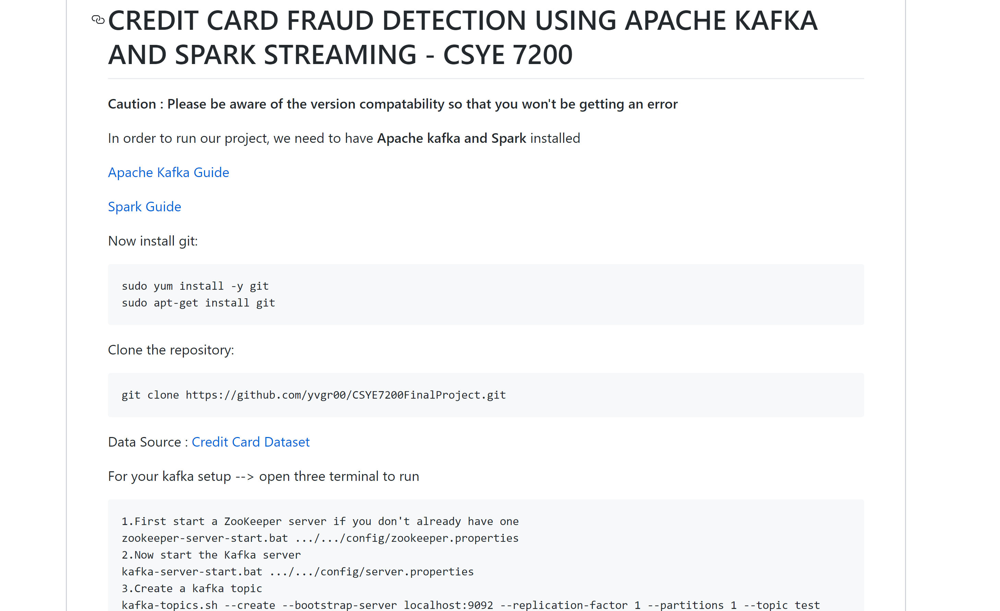 CREDIT CARD FRAUD DETECTION USING APACHE KAFKA
AND SPARK STREAMING - CSYE 7200
Caution : Please be aware of the version compatability so that you won't be getting an error
In order to run our project, we need to have Apache kafka and Spark installed
Apache Kafka Guide
Spark Guide
Now install git:
sudo yum install -y git
sudo apt-get install git
Clone the repository:
git clone https://github.com/yvgr00/CSYE7200FinalProject.git
Data Source : Credit Card Dataset
For your kafka setup --> open three terminal to run
1.First start a ZooKeeper server if you don't already have one
zookeeper-server-start.bat .../.../config/zookeeper.properties
2.Now start the Kafka server
kafka-server-start.bat .../.../config/server.properties
3.Create a kafka topic
kafka-topics.sh --create --bootstrap-server localhost:9092 --replication-factor 1 --partitions 1 --topic test